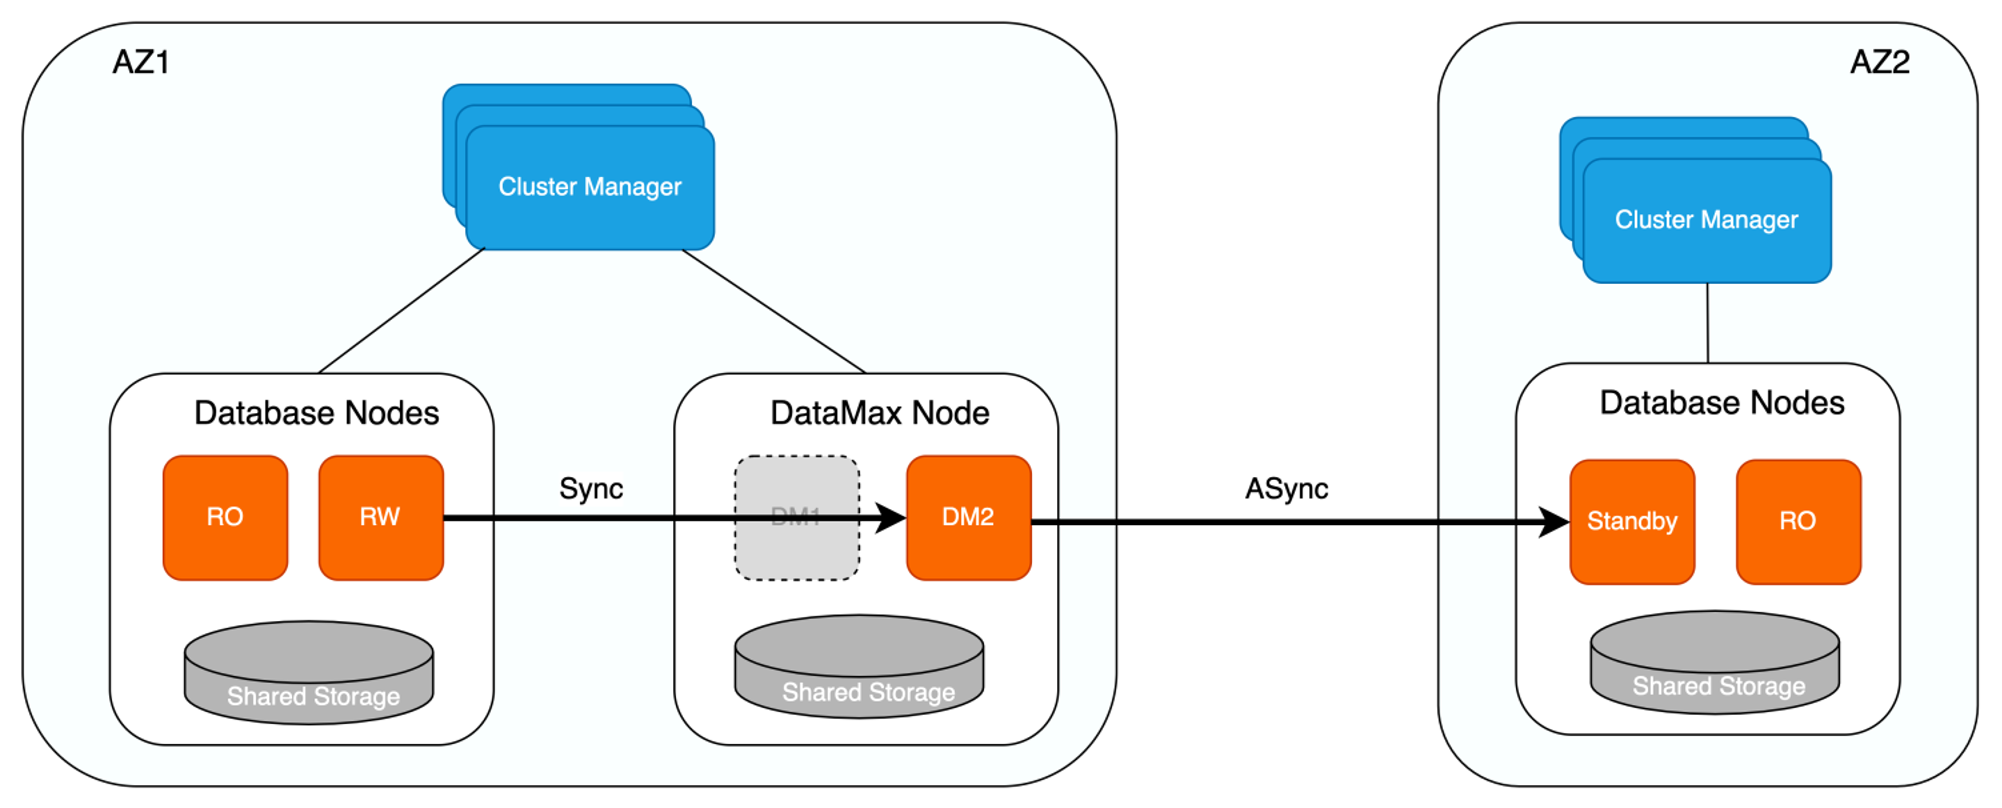 AZ1
AZ2
Cluster Manager
Cluster Manager
Database Nodes
DataMax Node
Database Nodes
Sync
ASync
RO
RW
DM1
DM2
Standby
RO
Shared Storage
Shared Storage
Shared Storage